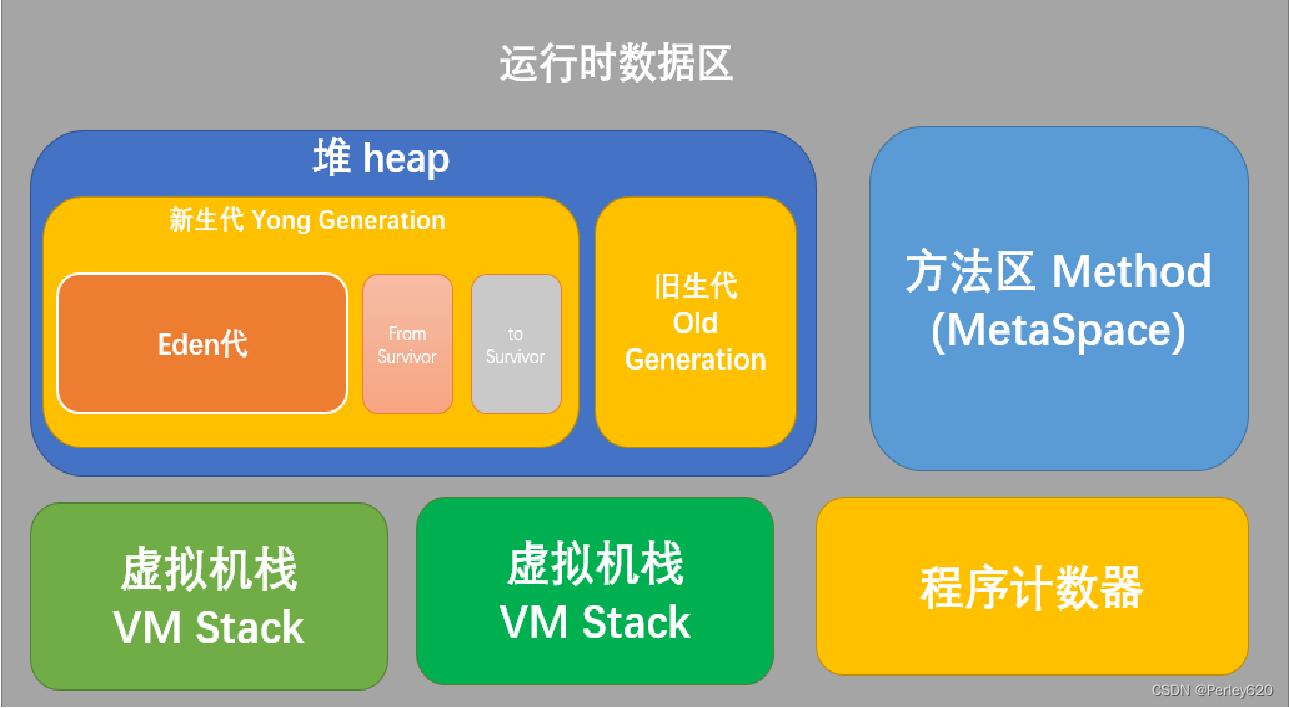 运行时数据区
堆 heap
新生代 Yong Generation
Eden代
From
Survivor
to
Survivor
旧生代
Old
Generation
方法区 Method
(MetaSpace)
虚拟机栈
VM Stack
虚拟机栈
VM Stack
程序计数器
CSDN @Perley620